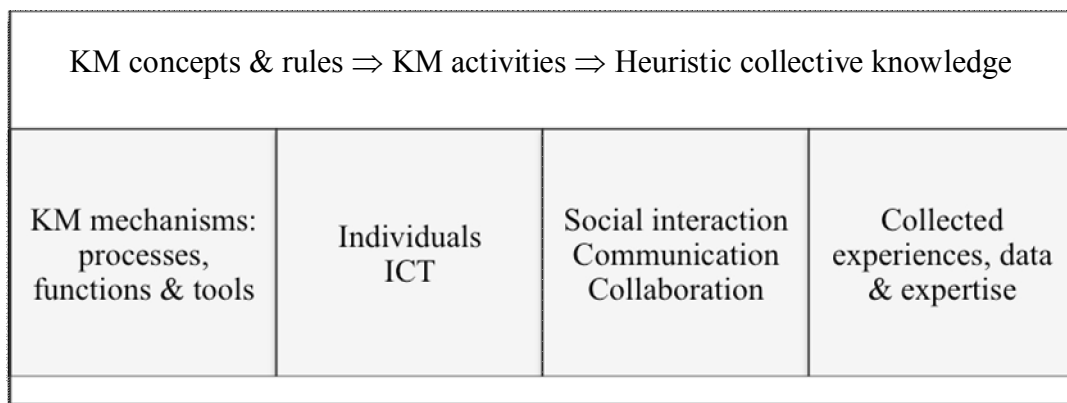 KM concepts & rules ⇒ KM activities ⇒ Heuristic collective knowledge
KM mechanisms:
processes,
functions & tools
Individuals
ICT
Social interaction
Communication
Collaboration
Collected
experiences, data
& expertise